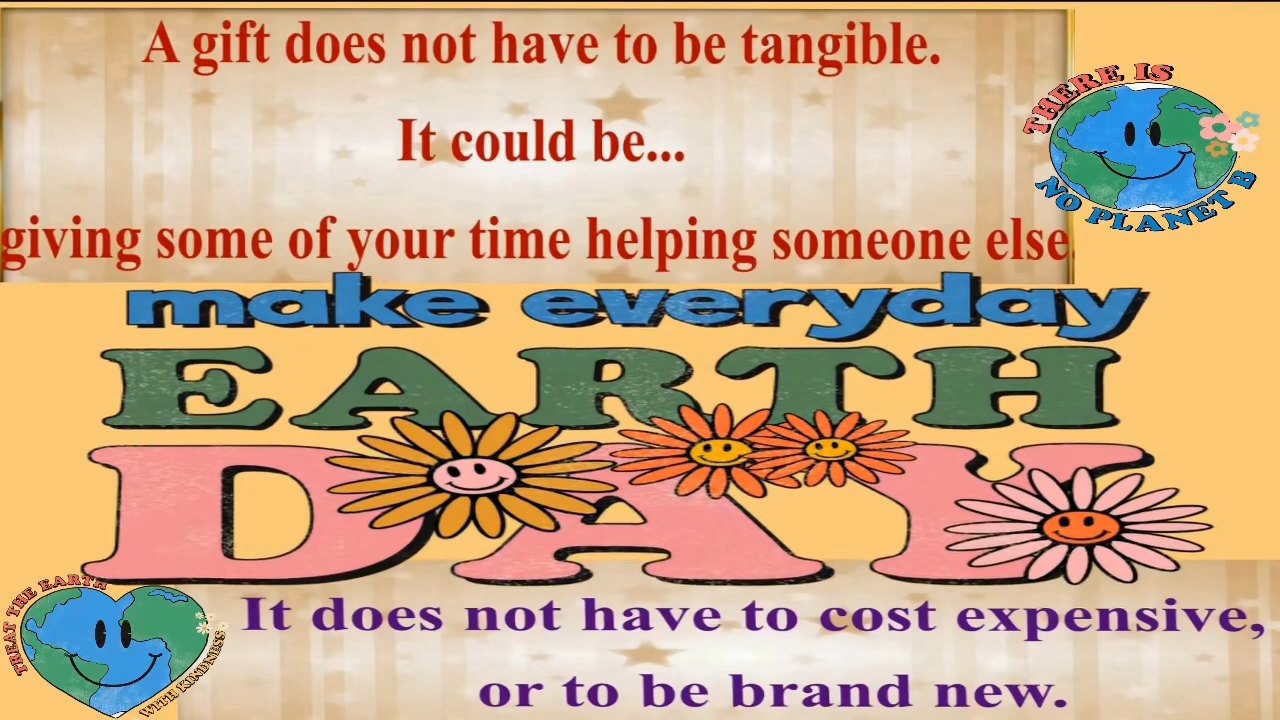 A gift does not have to be tangible.
THERE IS
NO PLANET B
It could be...
giving some of your time helping someone else.
make everyday
EARTH
DAY
TREAT THE EARTH
WITH KINDNESS
It does not have to cost expensive,
or to be brand new.